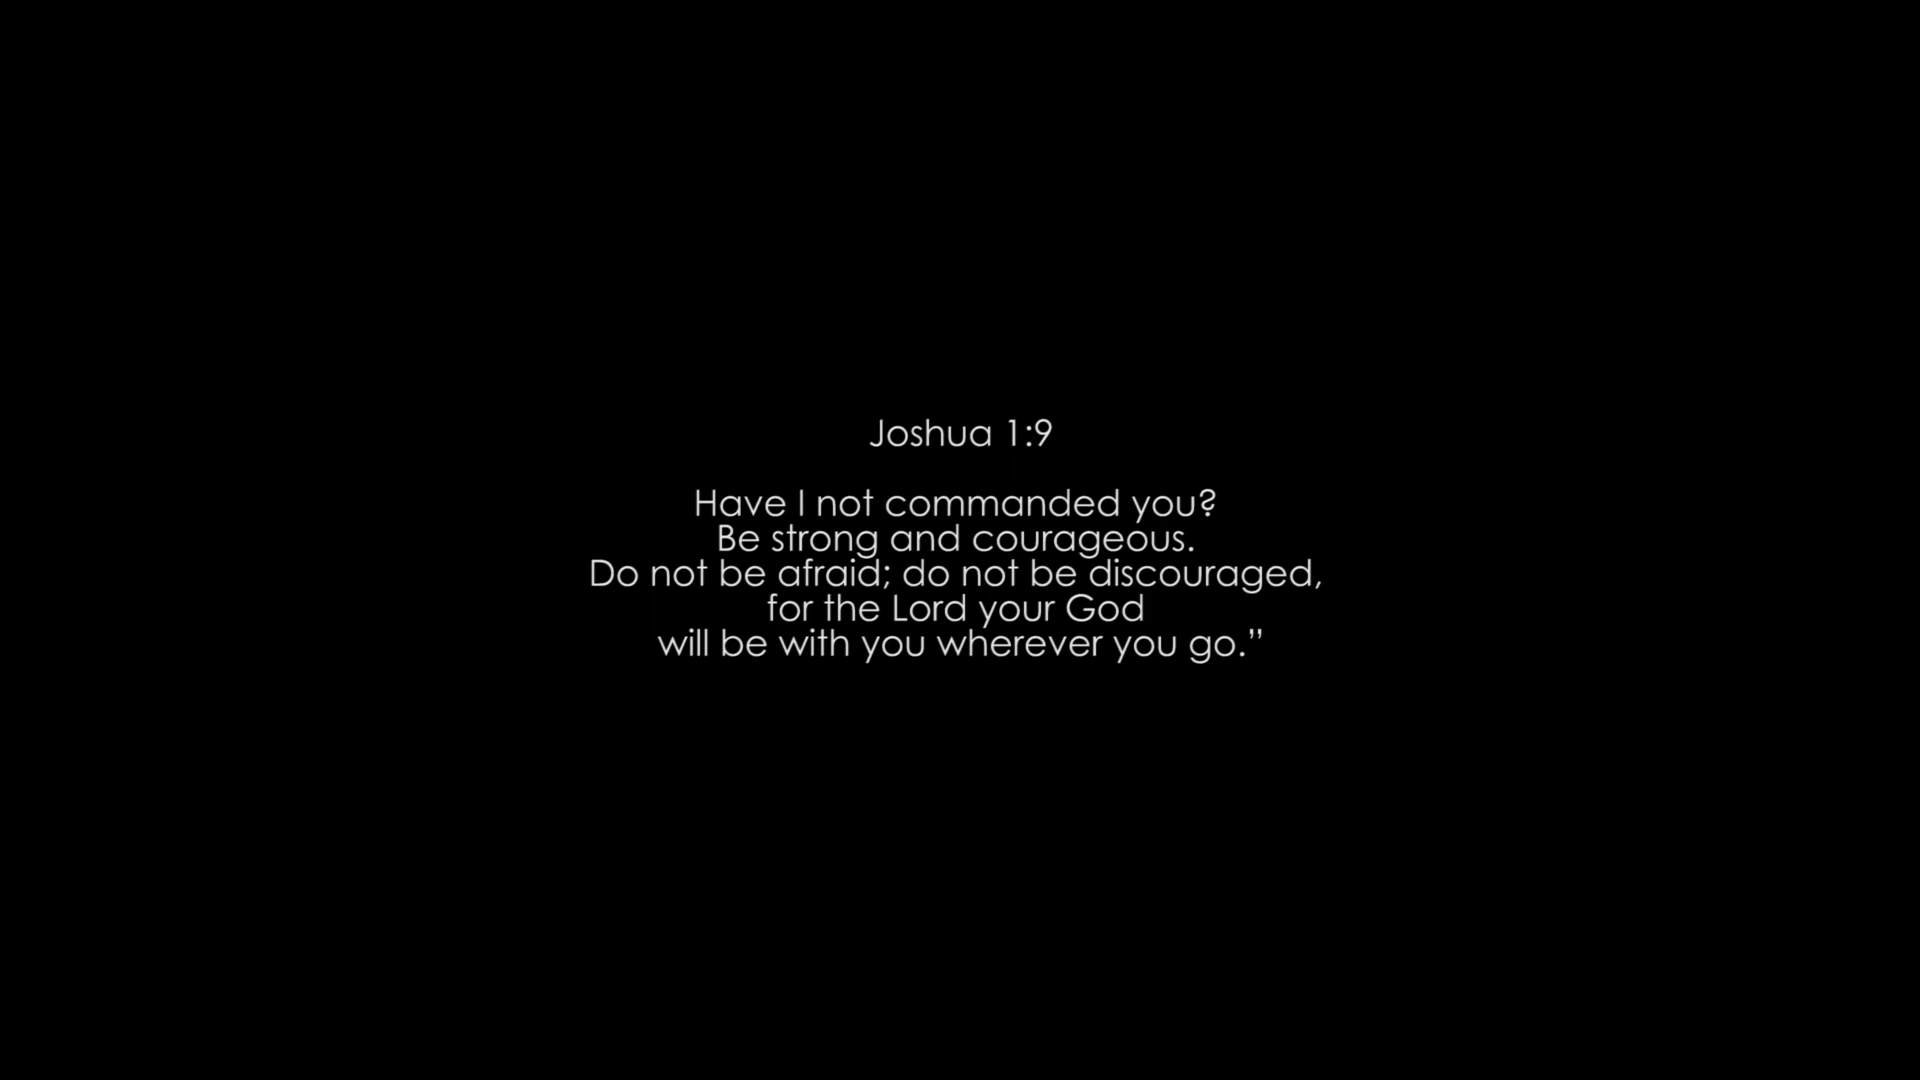 Joshua 1:9
Have I not commanded you?
Be strong and courageous.
Do not be afraid; do not be discouraged,
for the Lord your God
will be with you wherever you go.”